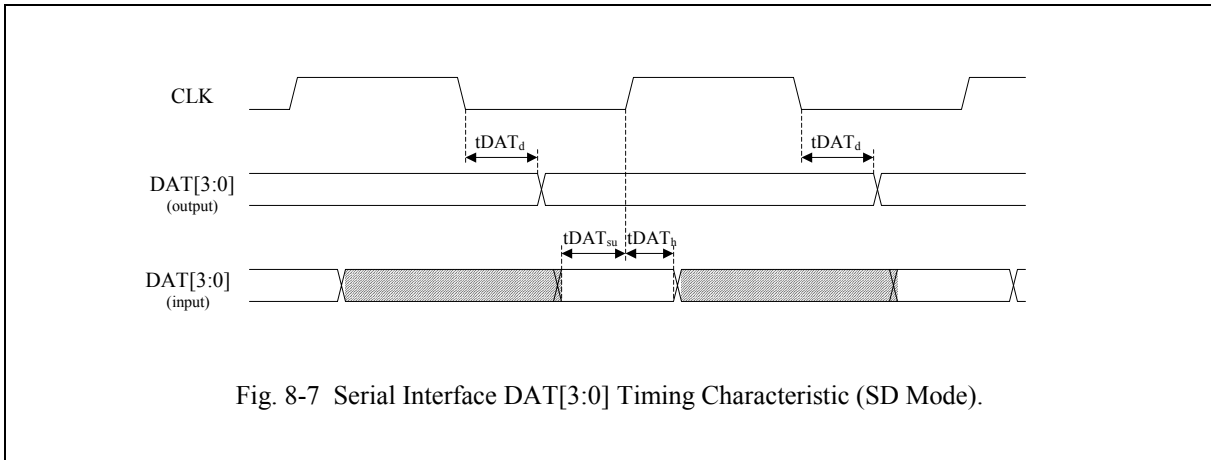 CLK
tDATd tDATd
DAT[3:0]
(output)
tDATsu tDATh
DAT[3:0]
(input)
Fig. 8-7 Serial Interface DAT[3:0] Timing Characteristic (SD Mode).